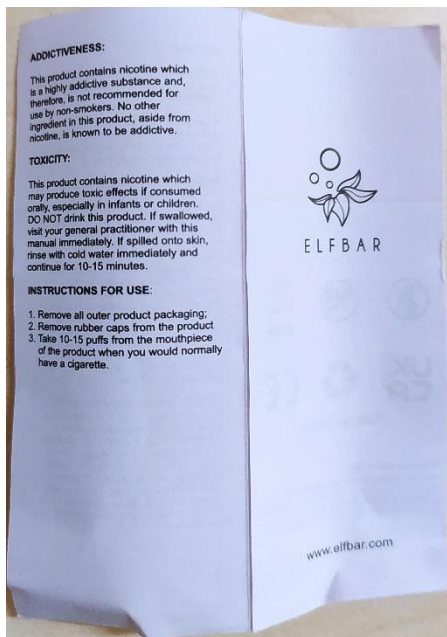 ADDICTIVENESS:
This product contains nicotine which
is a highly addictive substance and,
therefore, is not recommended for
use by non-smokers. No other
ingredient in this product, aside from
nicotine, is known to be addictive.
TOXICITY:
This product contains nicotine which
may produce toxic effects if consumed
orally, especially in infants or children.
DO NOT drink this product. If swallowed,
visit your general practitioner with this
manual immediately. If spilled onto skin,
rinse with cold water immediately and
continue for 10-15 minutes.
INSTRUCTIONS FOR USE:
1. Remove all outer product packaging;
2. Remove rubber caps from the product
3. Take 10-15 puffs from the mouthpiece
of the product when you would normally
have a cigarette.
ELFBAR
www.elfbar.com